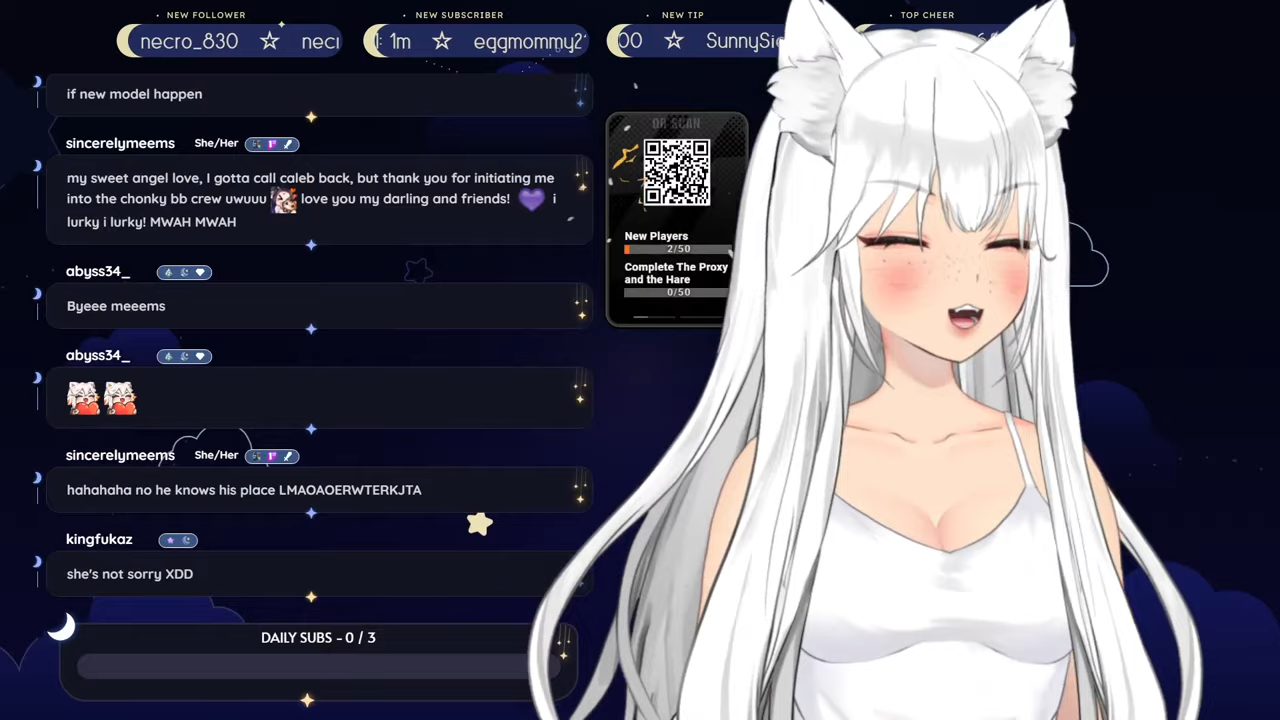 NEW FOLLOWER
NEW SUBSCRIBER
NEW TIP
TOP CHEER
necro_830 ☆
1m ☆ eggmommy2
00 ☆
if new model happen
sincerelymeems She/Her
my sweet angel love, I gotta call caleb back, but thank you for initiating me
into the chonky bb crew uwuuu love you my darling and friends! i
lurky i lurky! MWAH MWAH
abyss34_
Byeee meeems
abyss34_
sincerelymeems She/Her
hahahaha no he knows his place LMAOAOERWTERKJTA
kingfukaz
she's not sorry XDD
DAILY SUBS - 0 / 3
QR SCAN
New Players
2/50
Complete The Proxy
and the Hare
0/50